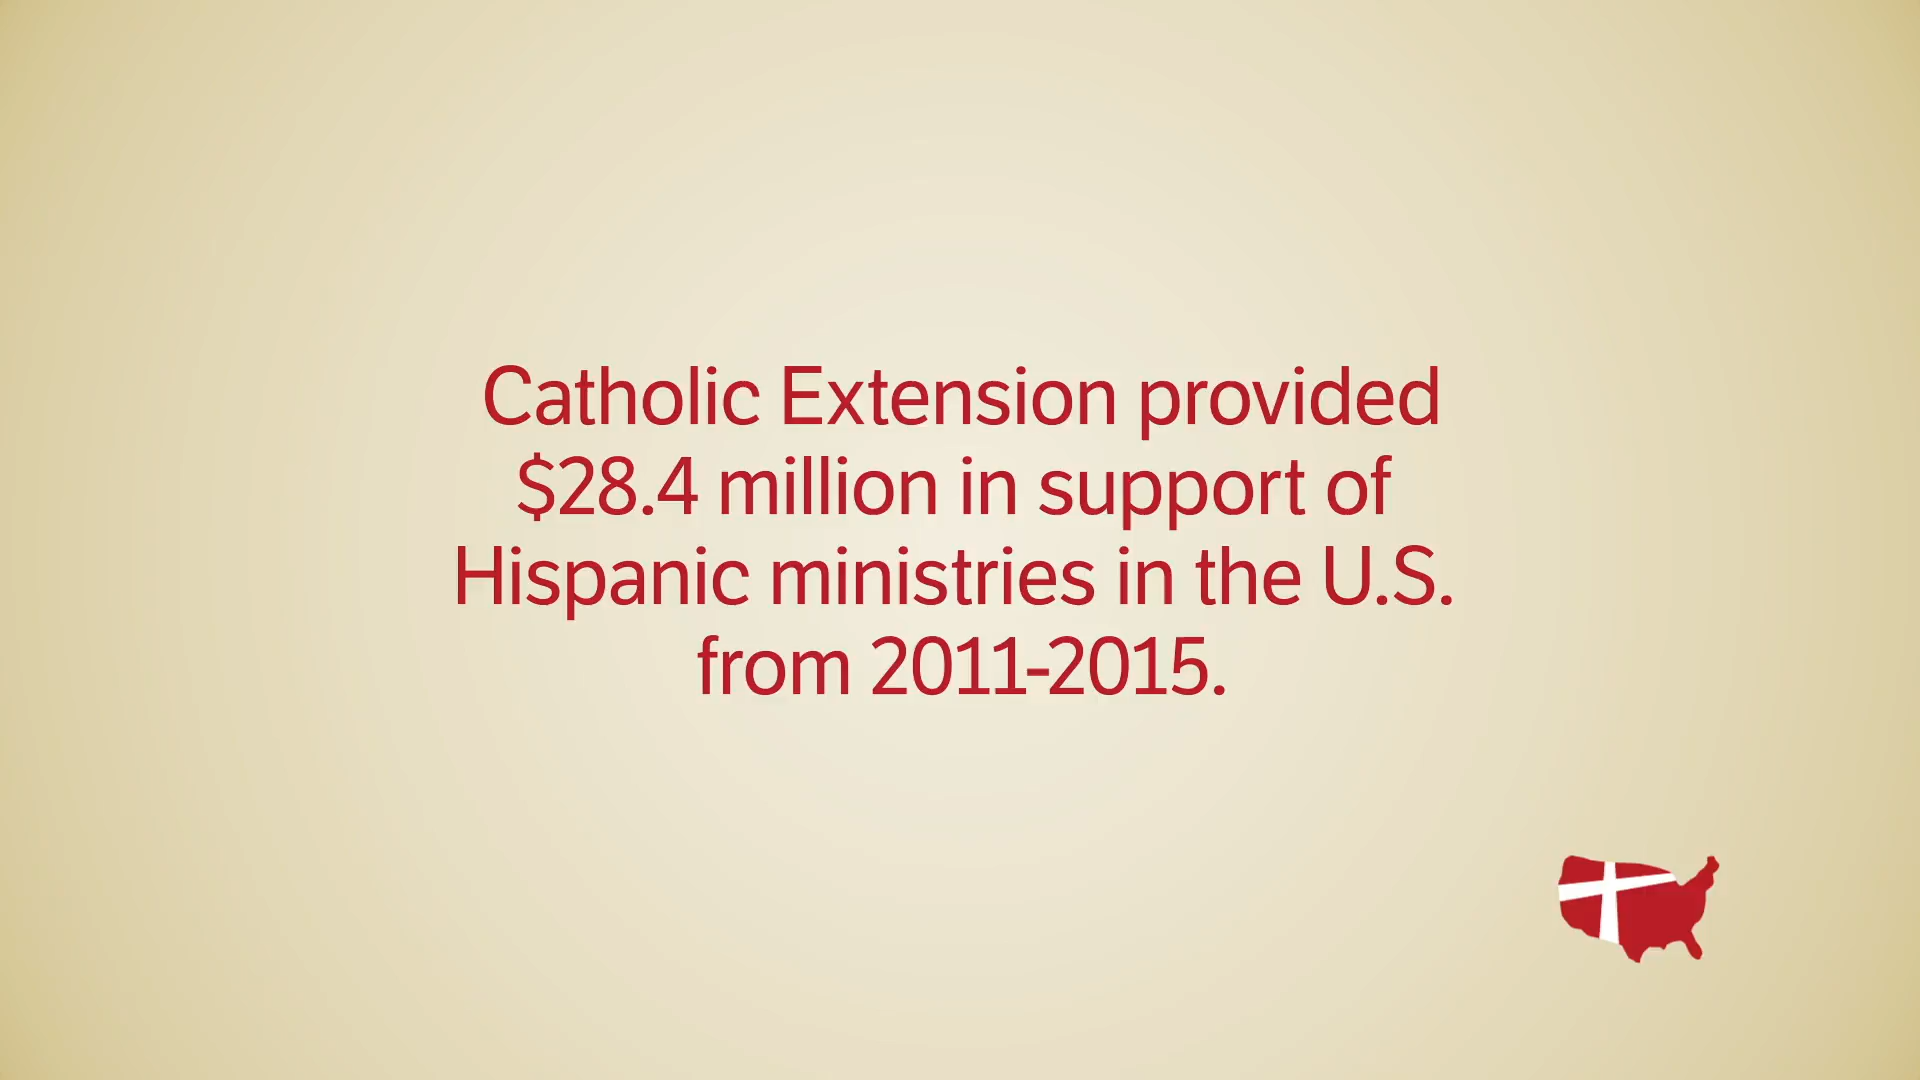 Catholic Extension provided
$28.4 million in support of
Hispanic ministries in the U.S.
from 2011-2015.